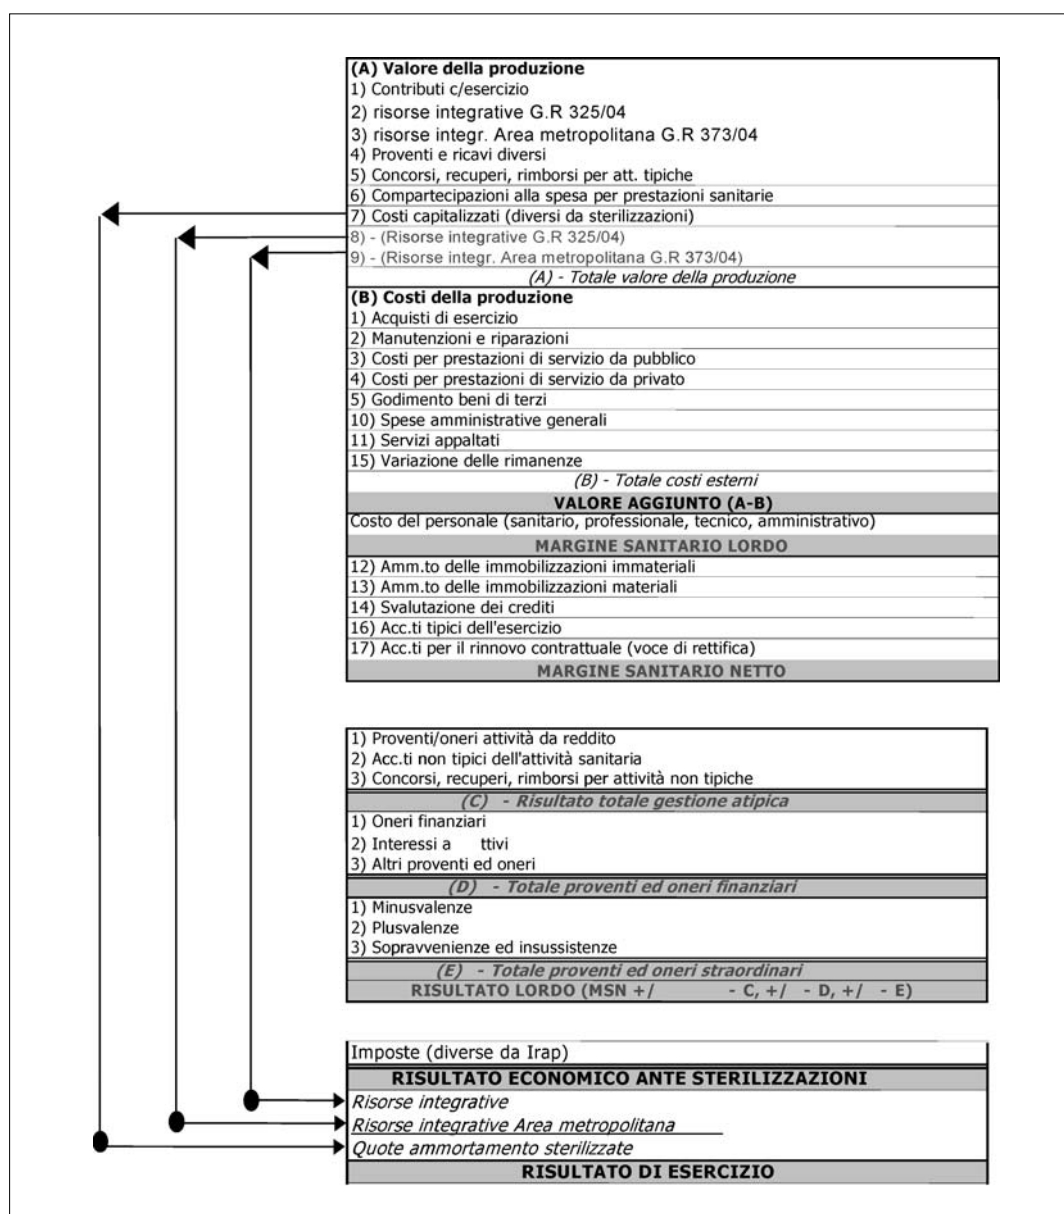 (A) Valore della produzione
1) Contributi c/esercizio
2) risorse integrative G.R 325/04
3) risorse integr. Area metropolitana G.R 373/04
4) Proventi e ricavi diversi
5) Concorsi, recuperi, rimborsi per att. tipiche
6) Compartecipazioni alla spesa per prestazioni sanitarie
7) Costi capitalizzati (diversi da sterilizzazioni)
8) - (Risorse integrative G.R 325/04)
9) - (Risorse integr. Area metropolitana G.R 373/04)
(A) - Totale valore della produzione
(B) Costi della produzione
1) Acquisti di esercizio
2) Manutenzioni e riparazioni
3) Costi per prestazioni di servizio da pubblico
4) Costi per prestazioni di servizio da privato
5) Godimento beni di terzi
10) Spese amministrative generali
11) Servizi appaltati
15) Variazione delle rimanenze
(B) - Totale costi esterni
VALORE AGGIUNTO (A-B)
Costo del personale (sanitario, professionale, tecnico, amministrativo)
MARGINE SANITARIO LORDO
12) Amm.to delle immobilizzazioni immateriali
13) Amm.to delle immobilizzazioni materiali
14) Svalutazione dei crediti
16) Acc.ti tipici dell'esercizio
17) Acc.ti per il rinnovo contrattuale (voce di rettifica)
MARGINE SANITARIO NETTO
1) Proventi/oneri attività da reddito
2) Acc.ti non tipici dell'attività sanitaria
3) Concorsi, recuperi, rimborsi per attività non tipiche
(C) - Risultato totale gestione atipica
1) Oneri finanziari
2) Interessi a ttivi
3) Altri proventi ed oneri
(D) - Totale proventi ed oneri finanziari
1) Minusvalenze
2) Plusvalenze
3) Sopravvenienze ed insussistenze
(E) - Totale proventi ed oneri straordinari
RISULTATO LORDO (MSN +/ - C, +/ - D, +/ - E)
Imposte (diverse da Irap)
RISULTATO ECONOMICO ANTE STERILIZZAZIONI
Risorse integrative
Risorse integrative Area metropolitana
Quote ammortamento sterilizzate
RISULTATO DI ESERCIZIO